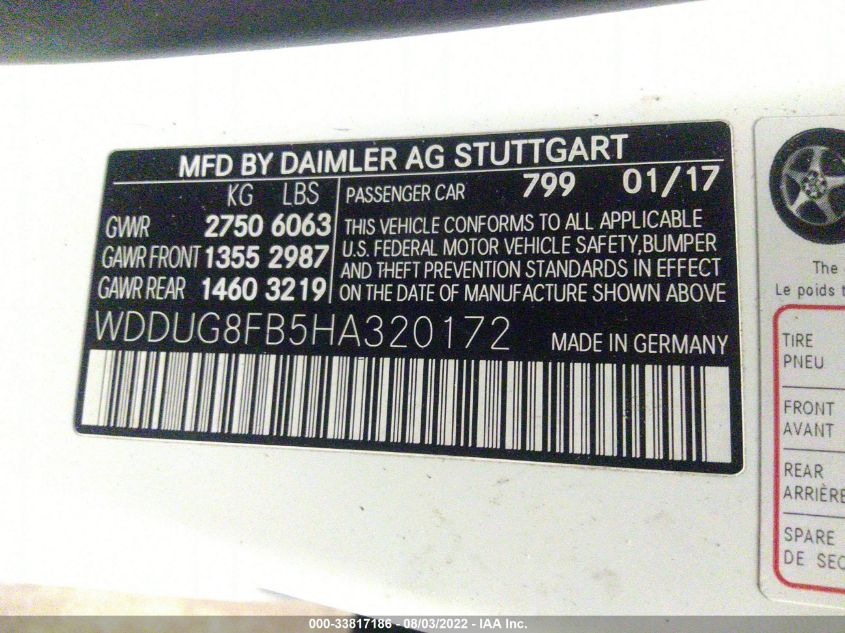 MFD BY DAIMLER AG STUTTGART
KG LBS
GVWR 2750 6063
GAWR FRONT 1355 2987
GAWR REAR 1460 3219
PASSENGER CAR 799 01/17
THIS VEHICLE CONFORMS TO ALL APPLICABLE
U.S. FEDERAL MOTOR VEHICLE SAFETY,BUMPER
AND THEFT PREVENTION STANDARDS IN EFFECT
ON THE DATE OF MANUFACTURE SHOWN ABOVE
WDDUG8FB5HA320172 MADE IN GERMANY
The
Le poids
TIRE
PNEU
FRONT
AVANT
REAR
ARRIÈRE
SPARE
DE
000-33817186 - 08/03/2022 - IAA Inc.